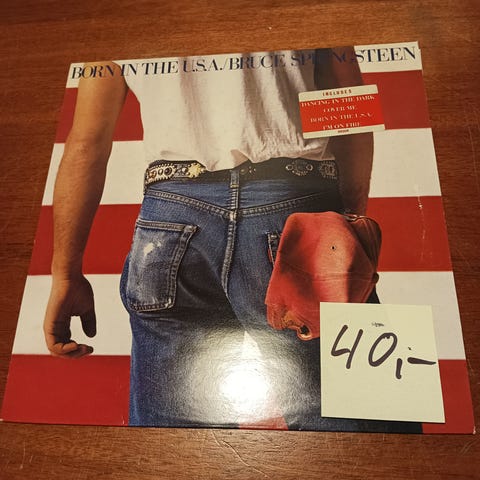 BORN IN THE U.S.A./BRUCE SPRINGSTEEN
INCLUDES
DANCING IN THE DARK
COVER ME
BORN IN THE U.S.A.
I'M ON FIRE
40,-